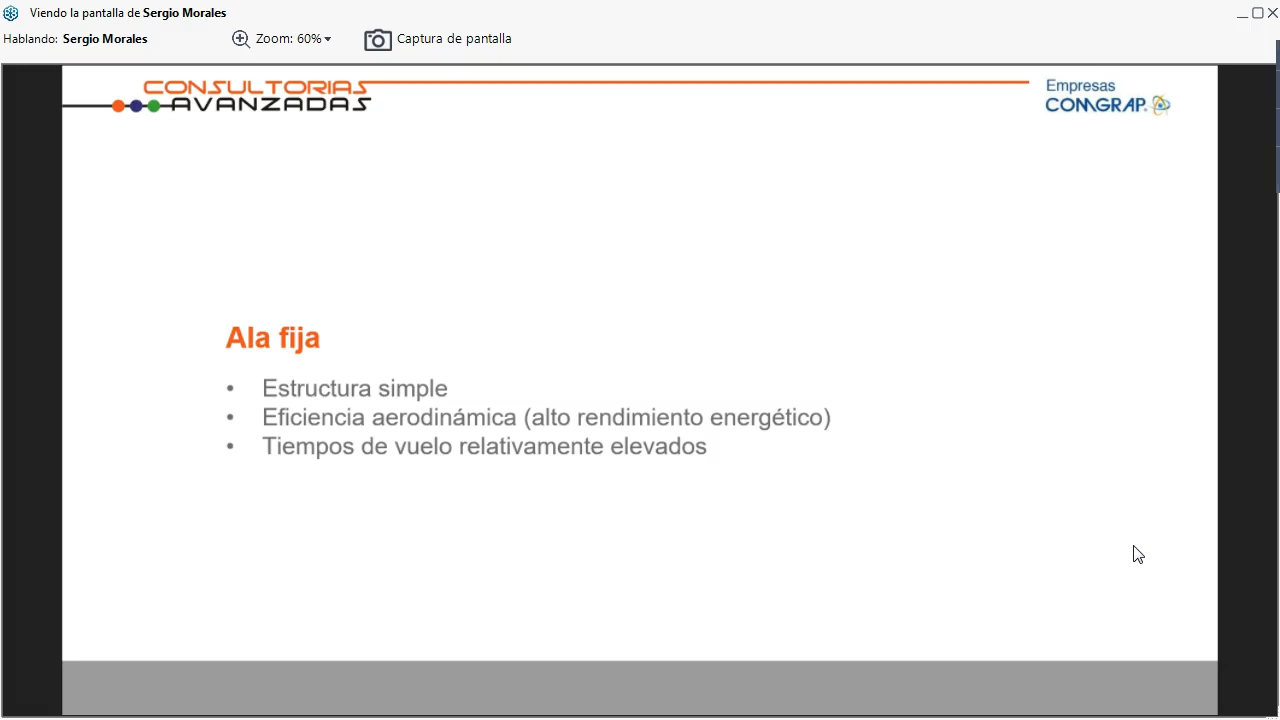 Viendo la pantalla de Sergio Morales
Hablando: Sergio Morales
Zoom: 60%
Captura de pantalla
CONSULTORIAS
AVANZADAS
Empresas
COMGRAP
Ala fija
• Estructura simple
• Eficiencia aerodinámica (alto rendimiento energético)
• Tiempos de vuelo relativamente elevados